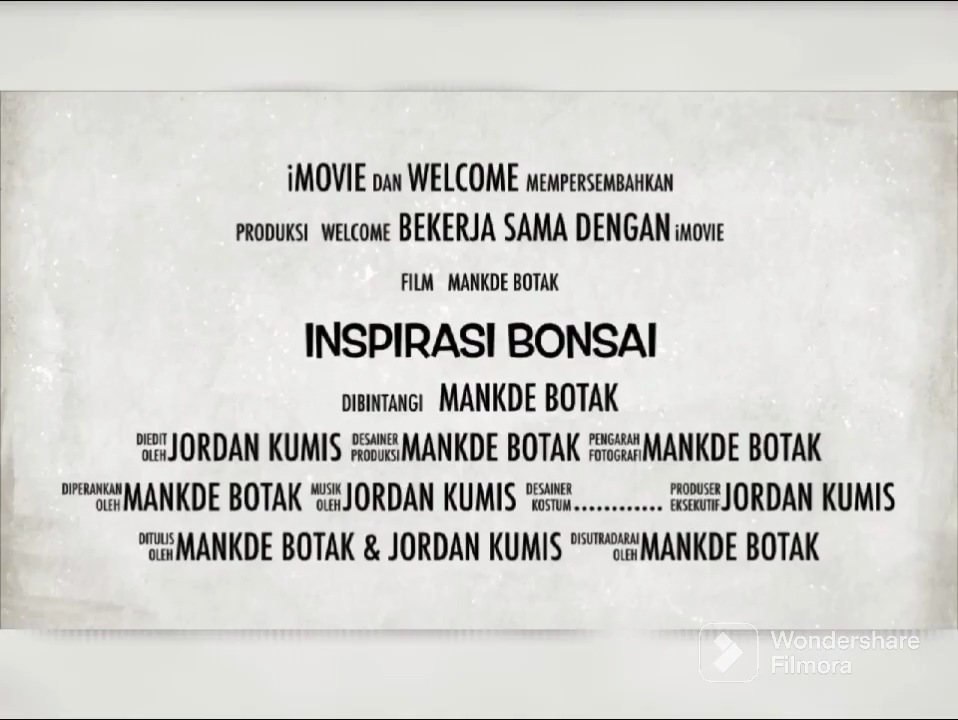 iMOVIE DAN WELCOME MEMPERSEMBAHKAN
PRODUKSI WELCOME BEKERJA SAMA DENGAN iMOVIE
FILM MANKDE BOTAK
INSPIRASI BONSAI
DIBINTANGI MANKDE BOTAK
DIEDIT OLEH JORDAN KUMIS DESAINER PRODUKSI MANKDE BOTAK PENGARAH FOTOGRAFI MANKDE BOTAK
DIPERANKAN OLEH MANKDE BOTAK MUSIK OLEH JORDAN KUMIS DESAINER KOSTUM ............ PRODUSER EKSEKUTIF JORDAN KUMIS
DITULIS OLEH MANKDE BOTAK & JORDAN KUMIS DISUTRADARAI OLEH MANKDE BOTAK
Wondershare
Filmora